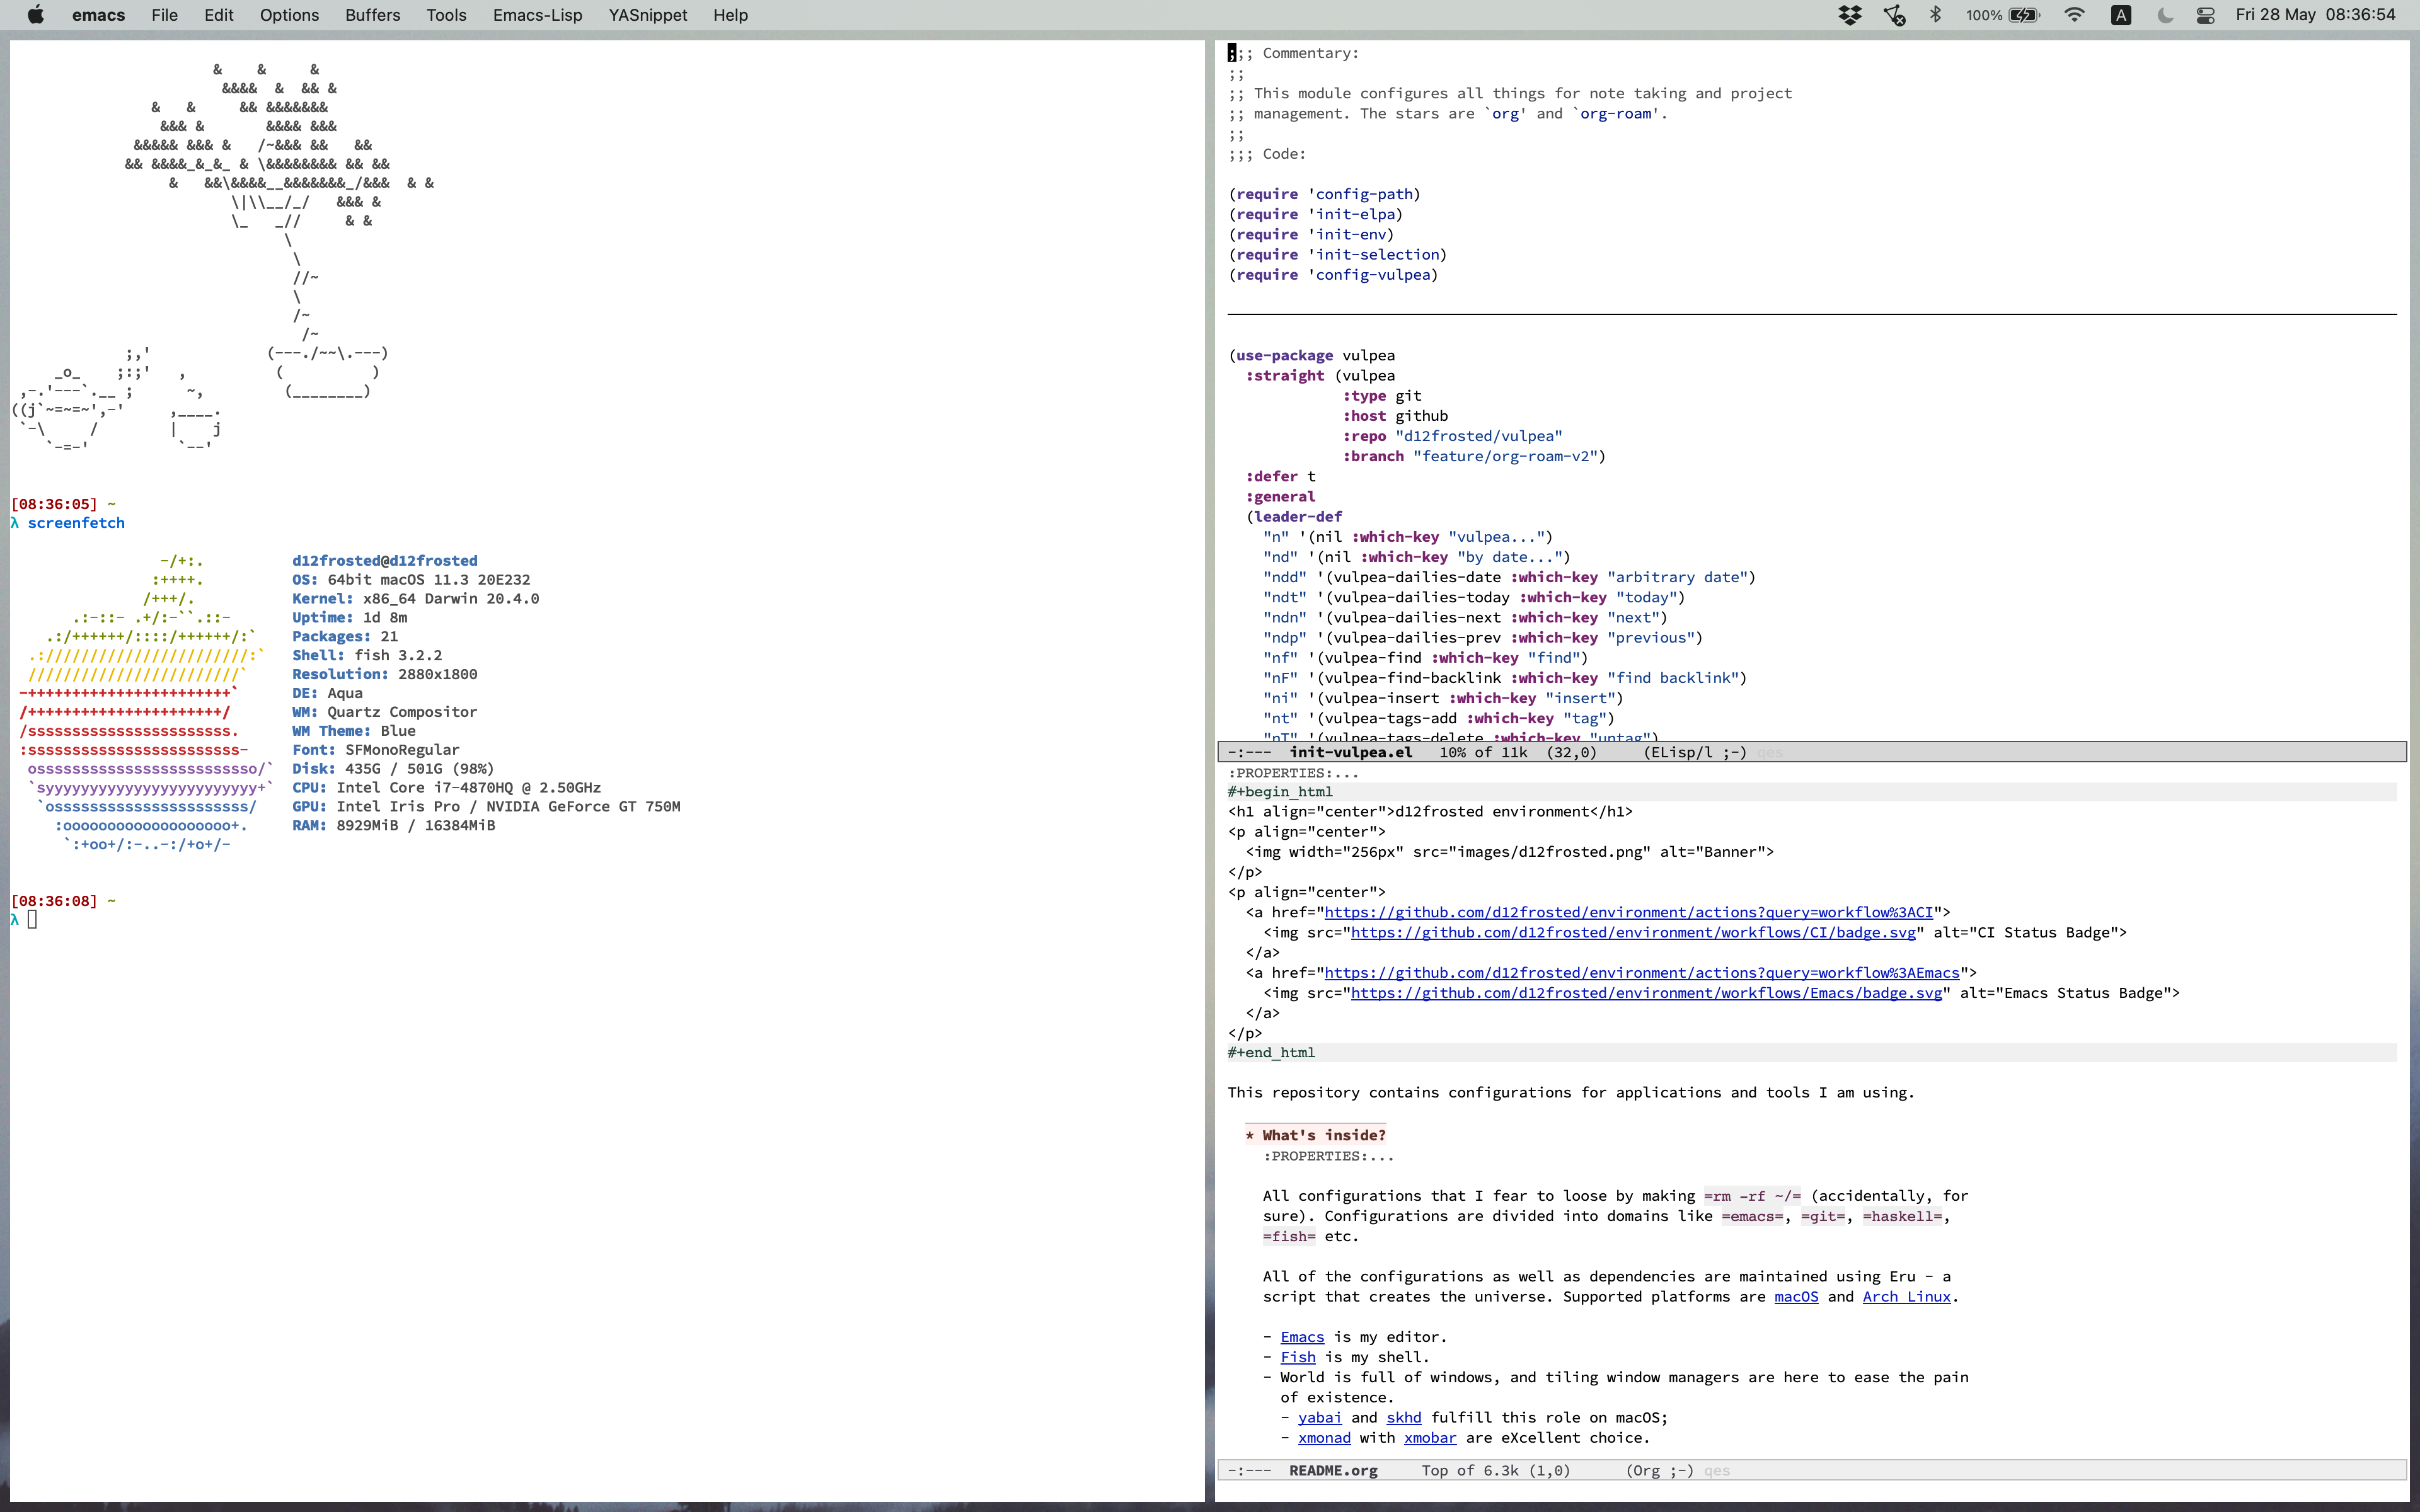 emacs File Edit Options Buffers Tools Emacs-Lisp YASnippet Help 100% A Fri 28 May 08:36:54
[08:36:05] ~
λ screenfetch
d12frosted@d12frosted
OS: 64bit macOS 11.3 20E232
Kernel: x86_64 Darwin 20.4.0
Uptime: 1d 8m
Packages: 21
Shell: fish 3.2.2
Resolution: 2880x1800
DE: Aqua
WM: Quartz Compositor
WM Theme: Blue
Font: SFMonoRegular
Disk: 435G / 501G (98%)
CPU: Intel Core i7-4870HQ @ 2.50GHz
GPU: Intel Iris Pro / NVIDIA GeForce GT 750M
RAM: 8929MiB / 16384MiB
[08:36:08] ~
λ
;;; Commentary:
;;
;; This module configures all things for note taking and project
;; management. The stars are `org' and `org-roam'.
;;
;;; Code:
(require 'config-path)
(require 'init-elpa)
(require 'init-env)
(require 'init-selection)
(require 'config-vulpea)
(use-package vulpea
:straight (vulpea
:type git
:host github
:repo "d12frosted/vulpea"
:branch "feature/org-roam-v2")
:defer t
:general
(leader-def
"n" '(nil :which-key "vulpea...")
"nd" '(nil :which-key "by date...")
"ndd" '(vulpea-dailies-date :which-key "arbitrary date")
"ndt" '(vulpea-dailies-today :which-key "today")
"ndn" '(vulpea-dailies-next :which-key "next")
"ndp" '(vulpea-dailies-prev :which-key "previous")
"nf" '(vulpea-find :which-key "find")
"nF" '(vulpea-find-backlink :which-key "find backlink")
"ni" '(vulpea-insert :which-key "insert")
"nt" '(vulpea-tags-add :which-key "tag")
"nT" '(vulpea-tags-delete :which-key "untag")
-:--- init-vulpea.el 10% of 11k (32,0) (ELisp/l ;-) qes
:PROPERTIES:...
#+begin_html
<h1 align="center">d12frosted environment</h1>
<p align="center">
<img width="256px" src="images/d12frosted.png" alt="Banner">
</p>
<p align="center">
<a href="https://github.com/d12frosted/environment/actions?query=workflow%3ACI">
<img src="https://github.com/d12frosted/environment/workflows/CI/badge.svg" alt="CI Status Badge">
</a>
<a href="https://github.com/d12frosted/environment/actions?query=workflow%3AEmacs">
<img src="https://github.com/d12frosted/environment/workflows/Emacs/badge.svg" alt="Emacs Status Badge">
</a>
</p>
#+end_html
This repository contains configurations for applications and tools I am using.
* What's inside?
:PROPERTIES:...
All configurations that I fear to loose by making =rm -rf ~/= (accidentally, for
sure). Configurations are divided into domains like =emacs=, =git=, =haskell=,
=fish= etc.
All of the configurations as well as dependencies are maintained using Eru - a
script that creates the universe. Supported platforms are macOS and Arch Linux.
- Emacs is my editor.
- Fish is my shell.
- World is full of windows, and tiling window managers are here to ease the pain
of existence.
- yabai and skhd fulfill this role on macOS;
- xmonad with xmobar are eXcellent choice.
-:--- README.org Top of 6.3k (1,0) (Org ;-) qes